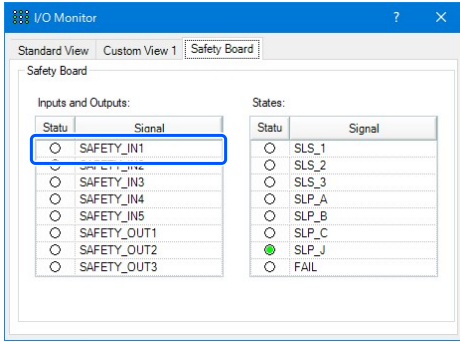 I/O Monitor
Standard View Custom View 1 Safety Board
Safety Board
Inputs and Outputs:
Statu Signal
SAFETY_IN1
SAFETY_IN2
SAFETY_IN3
SAFETY_IN4
SAFETY_IN5
SAFETY_OUT1
SAFETY_OUT2
SAFETY_OUT3
States:
Statu Signal
SLS_1
SLS_2
SLS_3
SLP_A
SLP_B
SLP_C
SLP_J
FAIL